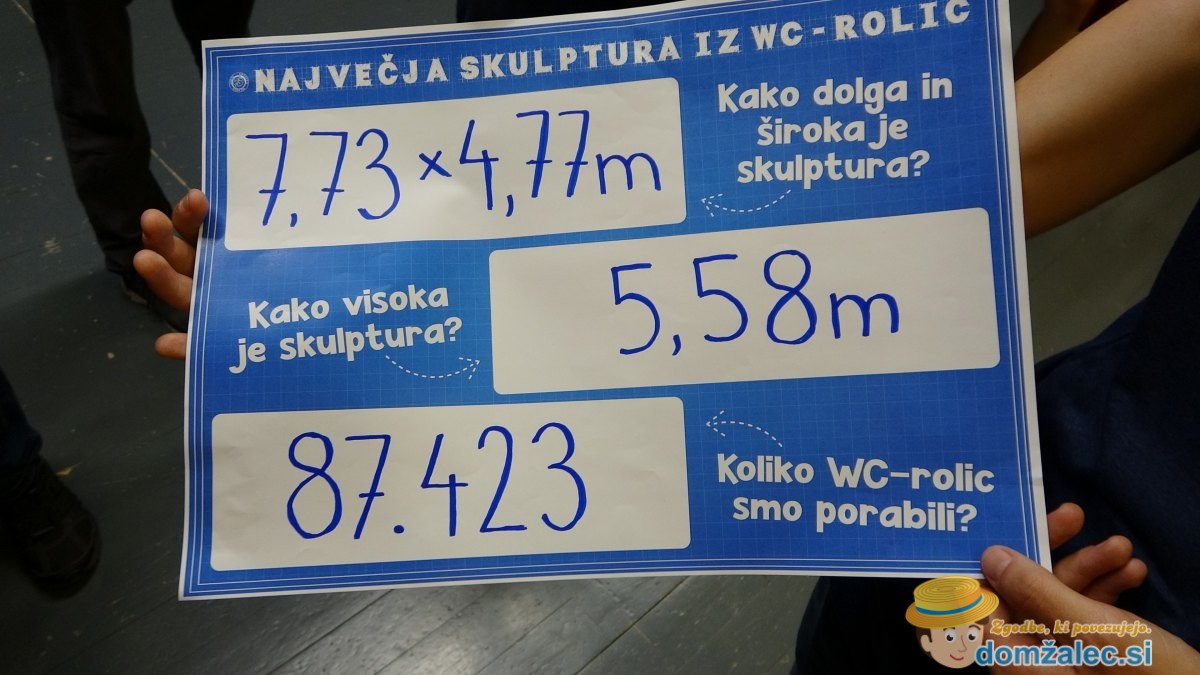 NAJVEČJA SKULPTURA IZ WC-ROLIC
7,73 x 4,77m
Kako dolga in
široka je
skulptura?
Kako visoka
je skulptura?
5,58m
87.423
Koliko WC-rolic
smo porabili?
Zgodbe, ki povezujejo.
domžalec.si